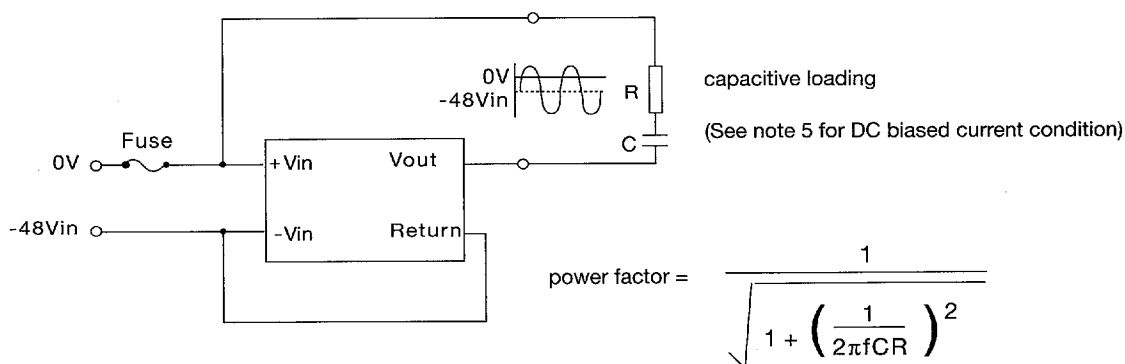 0V
-48Vin
R
C
capacitive loading
(See note 5 for DC biased current condition)
Fuse
0V
+Vin
Vout
-48Vin
-Vin
Return
power factor = 1 / √(1 + (1 / 2πfCR)²)